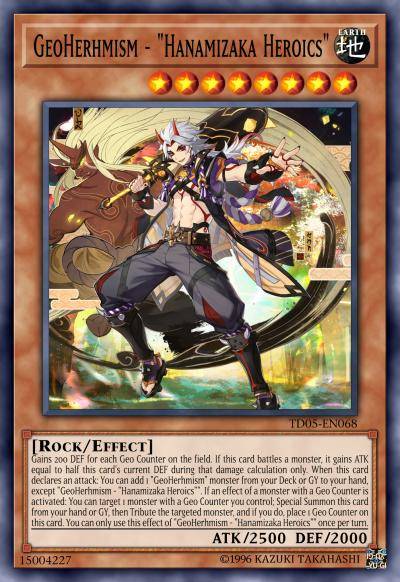 GeoHerhmism - "Hanamizaka Heroics"
EARTH
地
TD05-EN068
[Rock/Effect]
Gains 200 DEF for each Geo Counter on the field. If this card battles a monster, it gains ATK
equal to half this card's current DEF during that damage calculation only. When this card
declares an attack: You can add 1 "GeoHerhmism" monster from your Deck or GY to your hand,
except "GeoHerhmism - "Hanamizaka Heroics"". If an effect of a monster with a Geo Counter is
activated: You can target 1 monster with a Geo Counter you control; Special Summon this card
from your hand or GY, then Tribute the targeted monster, and if you do, place 1 Geo Counter on
this card. You can only use this effect of "GeoHerhmism - "Hanamizaka Heroics"" once per turn.
ATK/2500 DEF/2000
15004227
©1996 KAZUKI TAKAHASHI